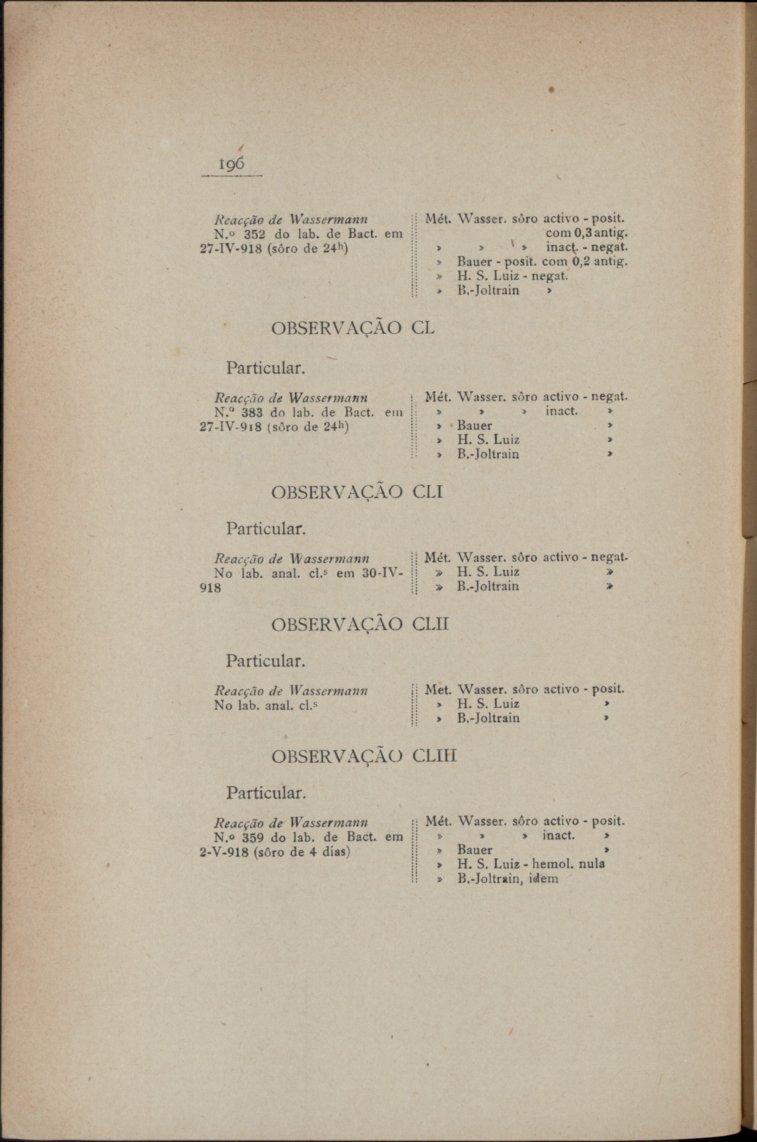 196
Reacção de Wassermann
N.º 352 do lab. de Bact. em
27-IV-918 (sôro de 24h)
Mét. Wasser. sôro activo - posit.
com 0,3 antig.
» » » inact. - negat.
» Bauer - posit. com 0,2 antig.
» H. S. Luiz - negat.
» B.-Joltrain »
OBSERVAÇÃO CL
Particular.
Reacção de Wassermann
N.º 383 do lab. de Bact. em
27-IV-918 (sôro de 24h)
Mét. Wasser. sôro activo - negat.
» » » inact. »
» Bauer »
» H. S. Luiz »
» B.-Joltrain »
OBSERVAÇÃO CLI
Particular.
Reacção de Wassermann
No lab. anal. cl.s em 30-IV-
918
Mét. Wasser. sôro activo - negat.
» H. S. Luiz »
» B.-Joltrain »
OBSERVAÇÃO CLII
Particular.
Reacção de Wassermann
No lab. anal. cl.s
Met. Wasser. sôro activo - posit.
» H. S. Luiz »
» B.-Joltrain »
OBSERVAÇÃO CLIII
Particular.
Reacção de Wassermann
N.º 359 do lab. de Bact. em
2-V-918 (sôro de 4 dias)
Mét. Wasser. sôro activo - posit.
» » » inact. »
» Bauer »
» H. S. Luiz - hemol. nula
» B.-Joltrain, idem